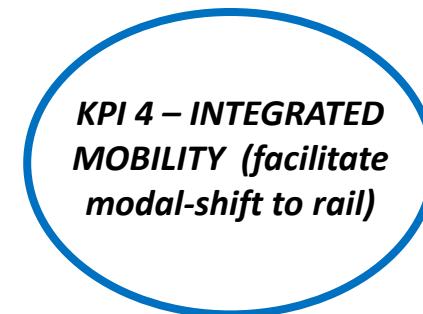 KPI 4 – INTEGRATED
MOBILITY (facilitate
modal-shift to rail)